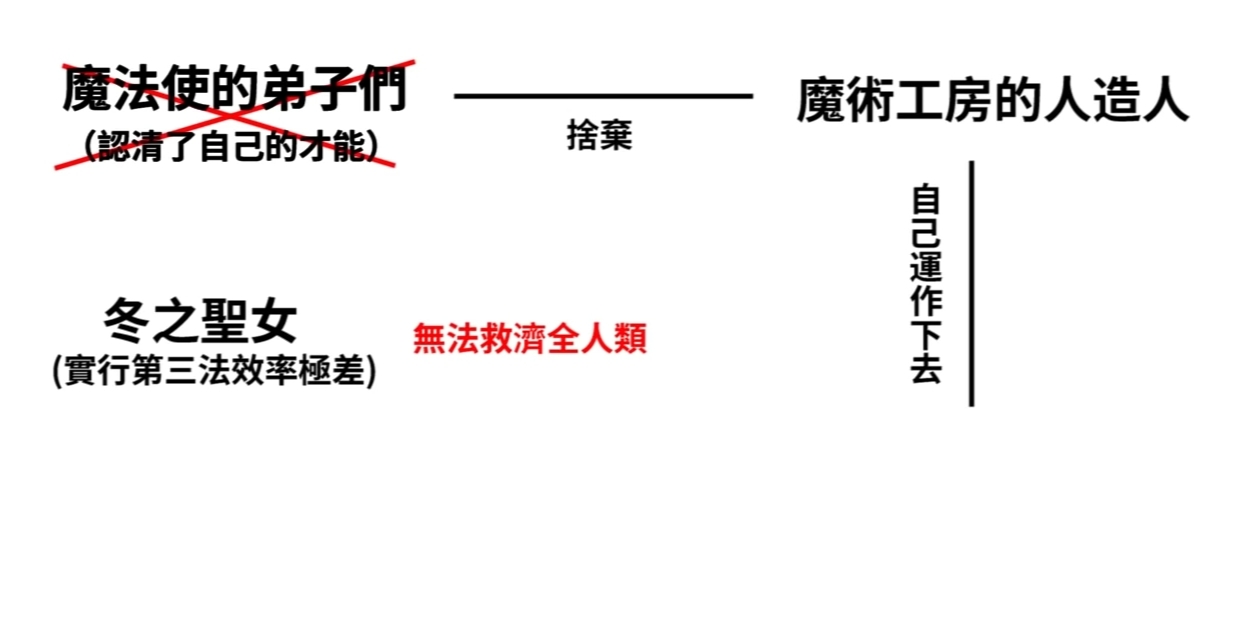 魔法使的弟子們
（認清了自己的才能）
捨棄
魔術工房的人造人
自己運作下去
冬之聖女
(實行第三法效率極差)
無法救濟全人類